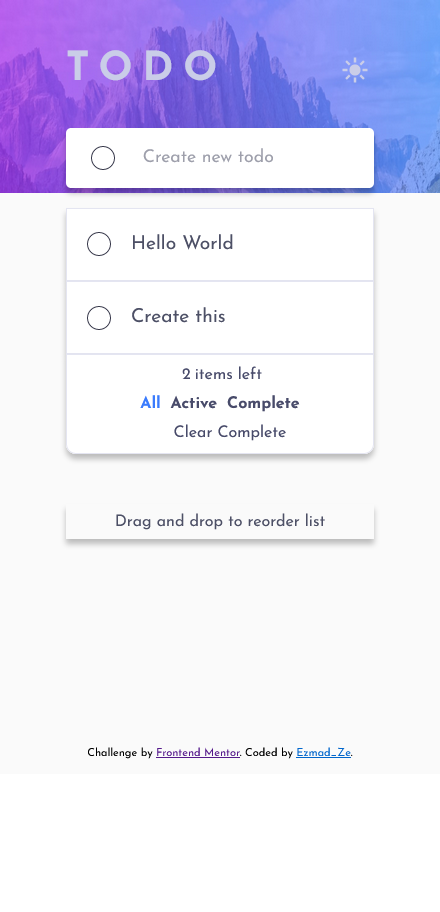 TODO
Create new todo
Hello World
Create this
2 items left
All Active Complete
Clear Complete
Drag and drop to reorder list
Challenge by Frontend Mentor. Coded by Ezmad_Ze.